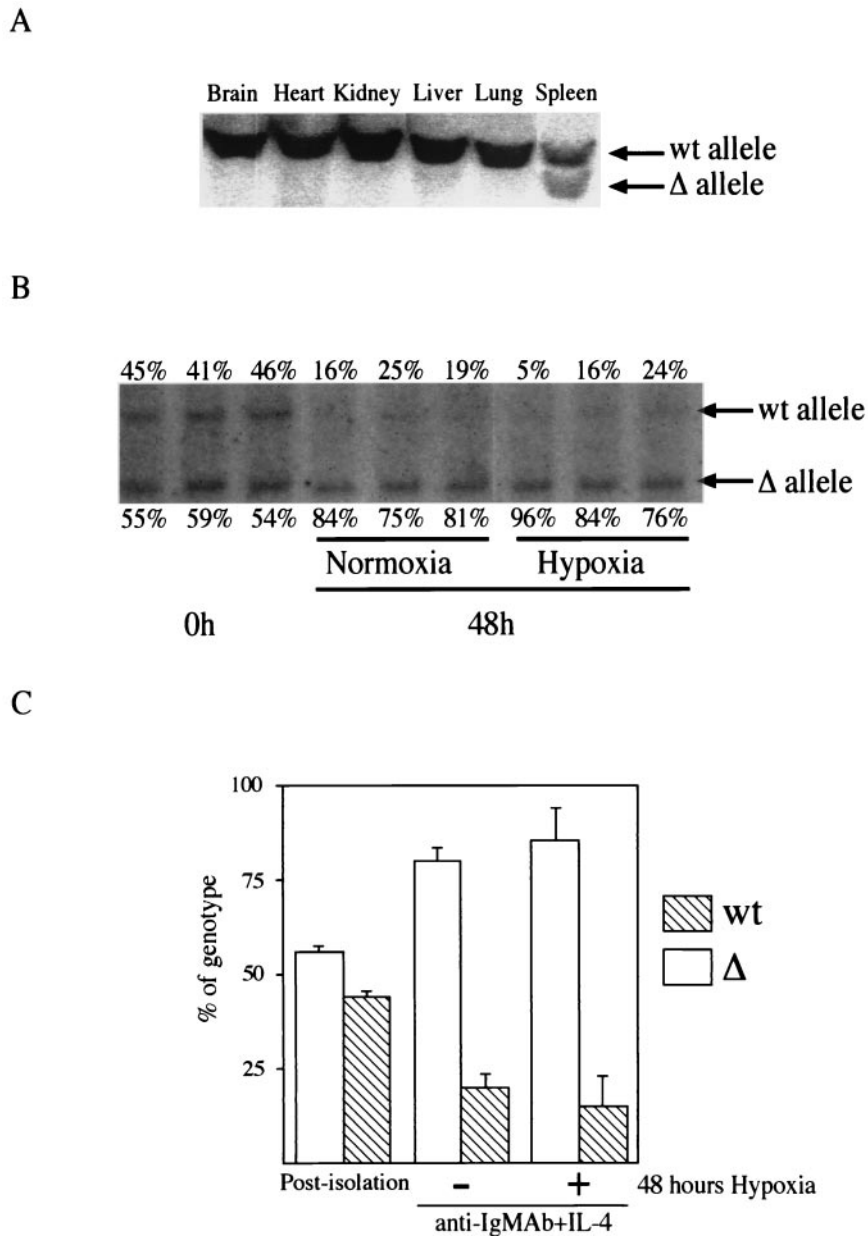 A
Brain Heart Kidney Liver Lung Spleen
wt allele
Δ allele
B
45% 41% 46% 16% 25% 19% 5% 16% 24%
wt allele
Δ allele
55% 59% 54% 84% 75% 81% 96% 84% 76%
Normoxia Hypoxia
0h 48h
C
100
75
50
25
% of genotype
wt
Δ
Post-isolation - + 48 hours Hypoxia
anti-IgMAb+IL-4